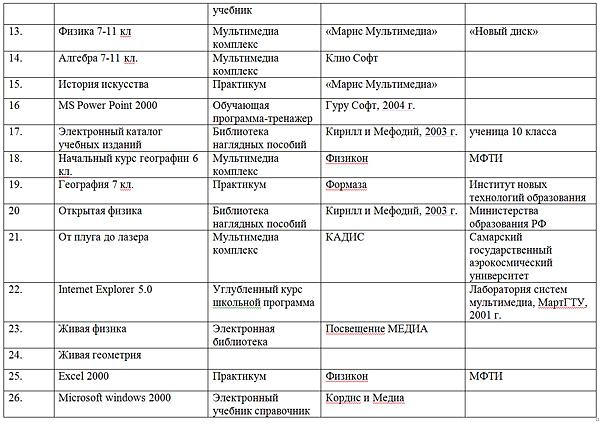 учебник
13. Физика 7-11 кл Мультимедиа комплекс «Марис Мультимедиа» «Новый диск»
14. Алгебра 7-11 кл. Мультимедиа комплекс Клио Софт
15. История искусства Практикум «Марис Мультимедиа»
16 MS Power Point 2000 Обучающая программа-тренажер Гуру Софт, 2004 г.
17. Электронный каталог учебных изданий Библиотека наглядных пособий Кирилл и Мефодий, 2003 г. ученица 10 класса
18. Начальный курс географии 6 кл. Мультимедиа комплекс Физикон МФТИ
19. География 7 кл. Практикум Формаза Институт новых технологий образования
20 Открытая физика Библиотека наглядных пособий Кирилл и Мефодий, 2003 г. Министерства образования РФ
21. От плуга до лазера Мультимедиа комплекс КАДИС Самарский государственный аэрокосмический университет
22. Internet Explorer 5.0 Углубленный курс школьной программа Лаборатория систем мультимедиа, МартГТУ, 2001 г.
23. Живая физика Электронная библиотека Посвещение МЕДИА
24. Живая геометрия
25. Excel 2000 Практикум Физикон МФТИ
26. Microsoft windows 2000 Электронный учебник справочник Кордис и Медиа